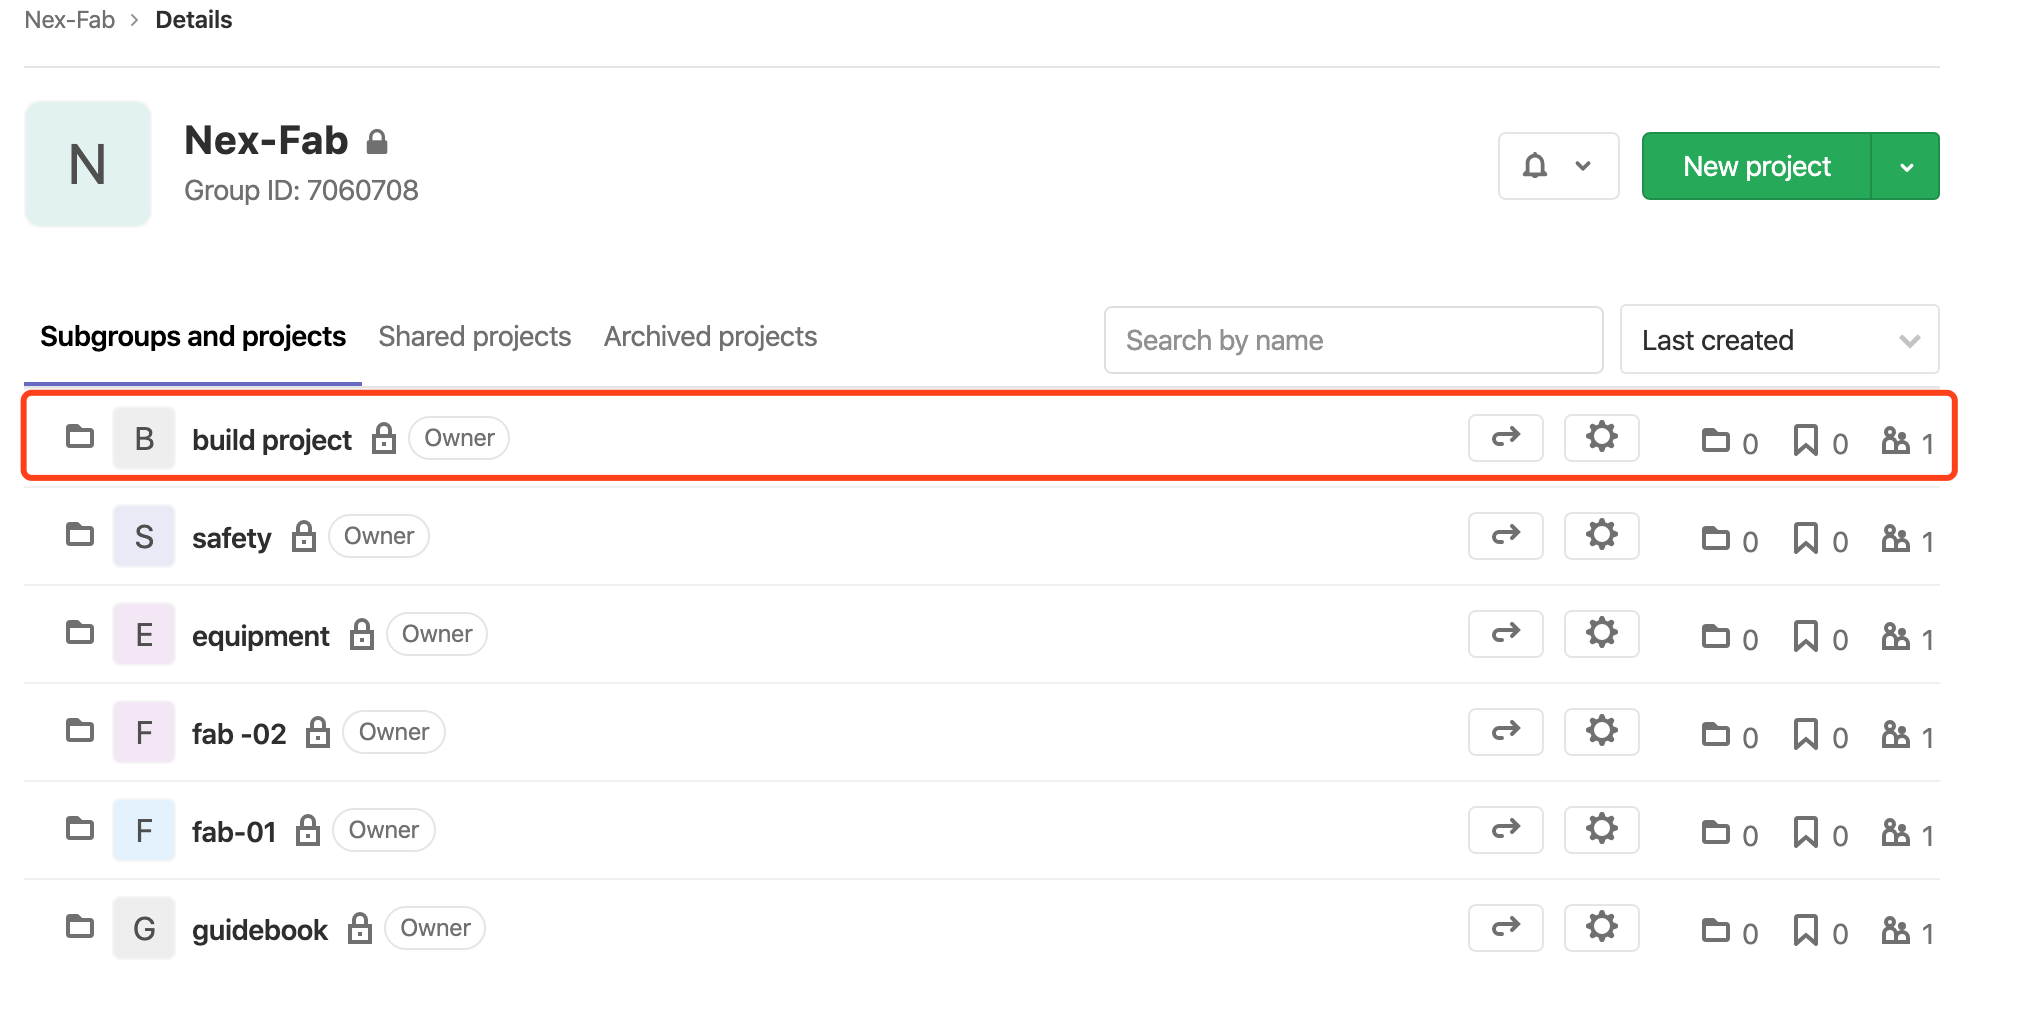 Nex-Fab > Details
N
Nex-Fab
Group ID: 7060708
New project
Subgroups and projects Shared projects Archived projects Search by name Last created
B build project Owner 0 0 1
S safety Owner 0 0 1
E equipment Owner 0 0 1
F fab -02 Owner 0 0 1
F fab-01 Owner 0 0 1
G guidebook Owner 0 0 1